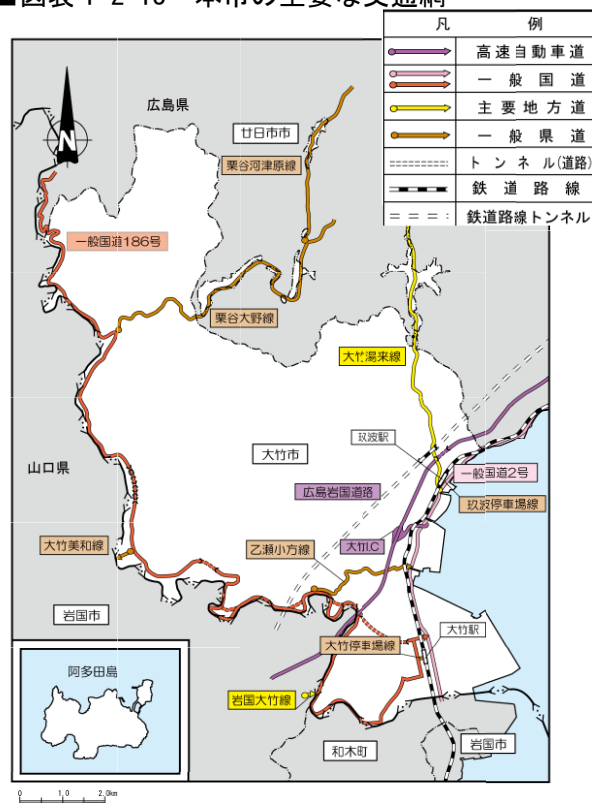 ■図表 1-2-10 本市の主要な交通網
凡 例
高速自動車道
一般国道
主要地方道
一般県道
トンネル(道路)
鉄道路線
鉄道路線トンネル
広島県
N
廿日市市
栗谷河津原線
一般国道186号
栗谷大野線
大竹湯来線
玖波駅
大竹市
山口県
一般国道2号
広島岩国道路
玖波停車場線
大竹I.C
大竹美和線
乙瀬小方線
岩国市
大竹駅
大竹停車場線
阿多田島
岩国大竹線
和木町
岩国市
0 1.0 2.0km